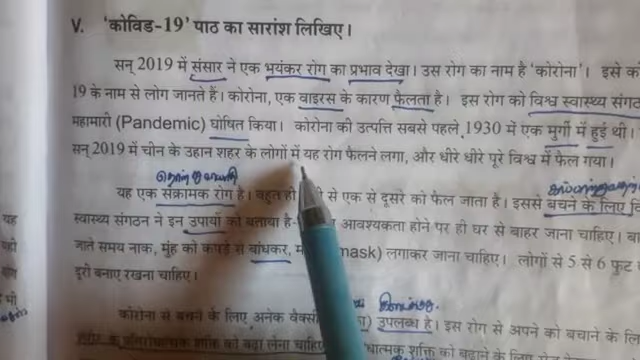 V. 'कोविड-19' पाठ का सारांश लिखिए।
सन् 2019 में संसार ने एक भयंकर रोग का प्रभाव देखा। उस रोग का नाम है 'कोरोना'। इसे को
19 के नाम से लोग जानते हैं। कोरोना, एक वाइरस के कारण फैलता है। इस रोग को विश्व स्वास्थ्य संगठ
महामारी (Pandemic) घोषित किया। कोरोना की उत्पत्ति सबसे पहले 1930 में एक मुर्गी में हुई थी।
सन् 2019 में चीन के उहान शहर के लोगों में यह रोग फैलने लगा, और धीरे धीरे पूरे विश्व में फैल गया।
यह एक संक्रामक रोग है। बहुत ही से एक से दूसरे को फैल जाता है। इससे बचने के लिए
स्वास्थ्य संगठन ने इन उपायों को बताया है आवश्यकता होने पर ही घर से बाहर जाना चाहिए।
जाते समय नाक, मुंह को कपड़े से बांधकर, mask) लगाकर जाना चाहिए। लोगों से 5 से 6 फुट
दूरी बनाए रखना चाहिए।
कोरोना से बचने के लिए अनेक उपलब्ध है। इस रोग से अपने को बचाने के
शक्ति को बढ़ा लेना चाहिए